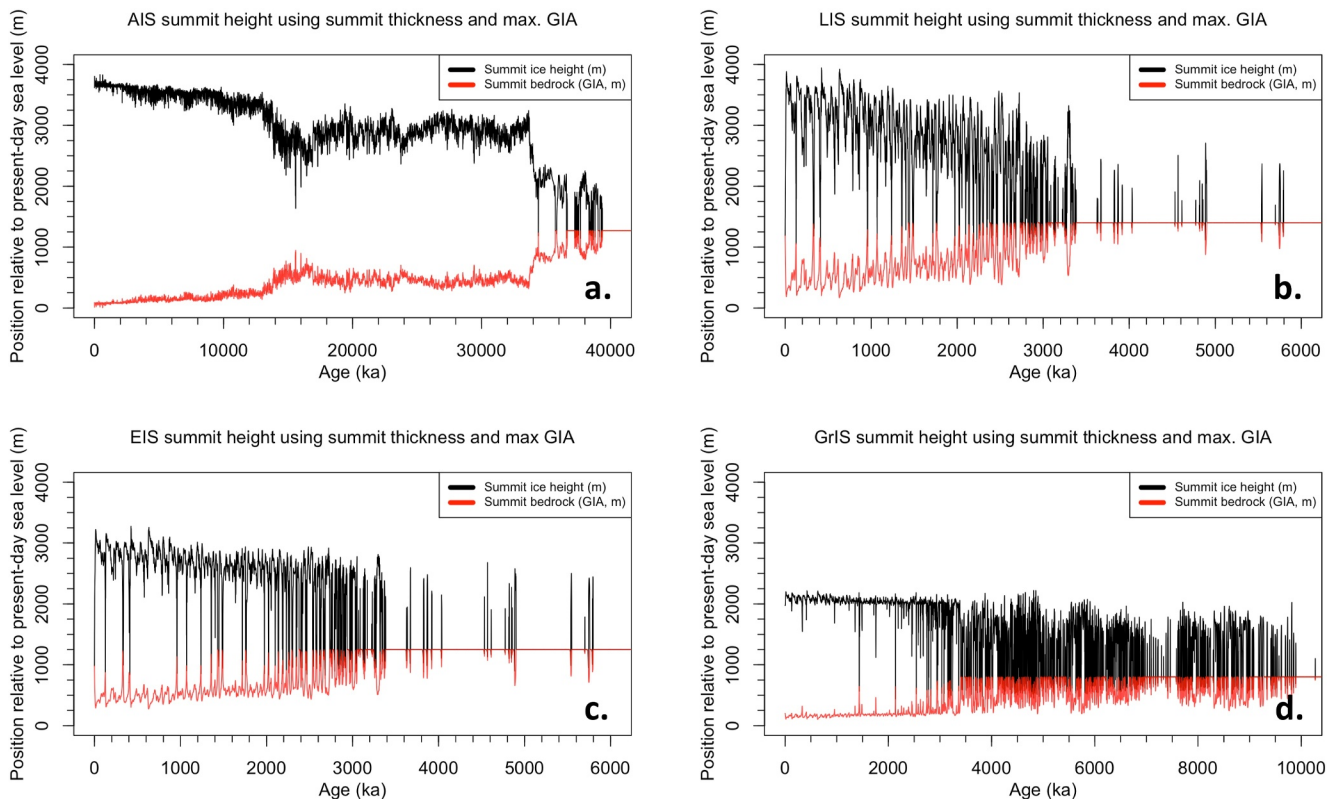 AIS summit height using summit thickness and max. GIA
Position relative to present-day sea level (m)
4000
3000
2000
1000
0
Summit ice height (m)
Summit bedrock (GIA, m)
a.
0 10000 20000 30000 40000
Age (ka)
LIS summit height using summit thickness and max. GIA
Position relative to present-day sea level (m)
4000
3000
2000
1000
0
Summit ice height (m)
Summit bedrock (GIA, m)
b.
0 1000 2000 3000 4000 5000 6000
Age (ka)
EIS summit height using summit thickness and max GIA
Position relative to present-day sea level (m)
4000
3000
2000
1000
0
Summit ice height (m)
Summit bedrock (GIA, m)
c.
0 1000 2000 3000 4000 5000 6000
Age (ka)
GrIS summit height using summit thickness and max. GIA
Position relative to present-day sea level (m)
4000
3000
2000
1000
0
Summit ice height (m)
Summit bedrock (GIA, m)
d.
0 2000 4000 6000 8000 10000
Age (ka)